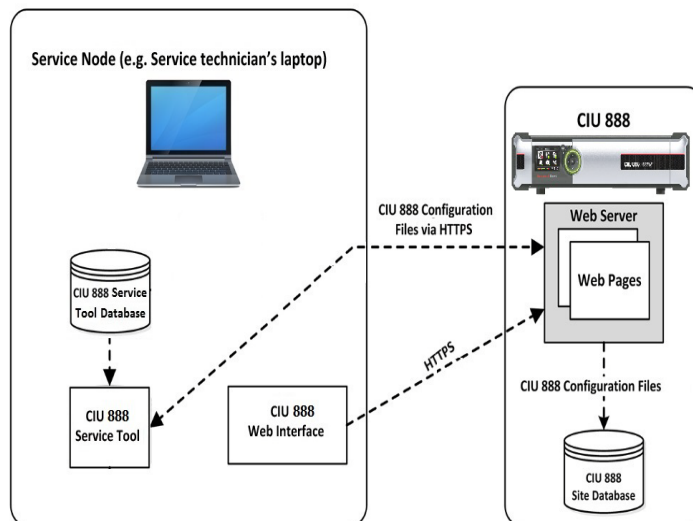 Service Node (e.g. Service technician's laptop)
CIU 888
CIU 888 Configuration
Files via HTTPS
Web Server
Web Pages
CIU 888 Service
Tool Database
HTTPS
CIU 888 Configuration Files
CIU 888
Service Tool
CIU 888
Web Interface
CIU 888
Site Database